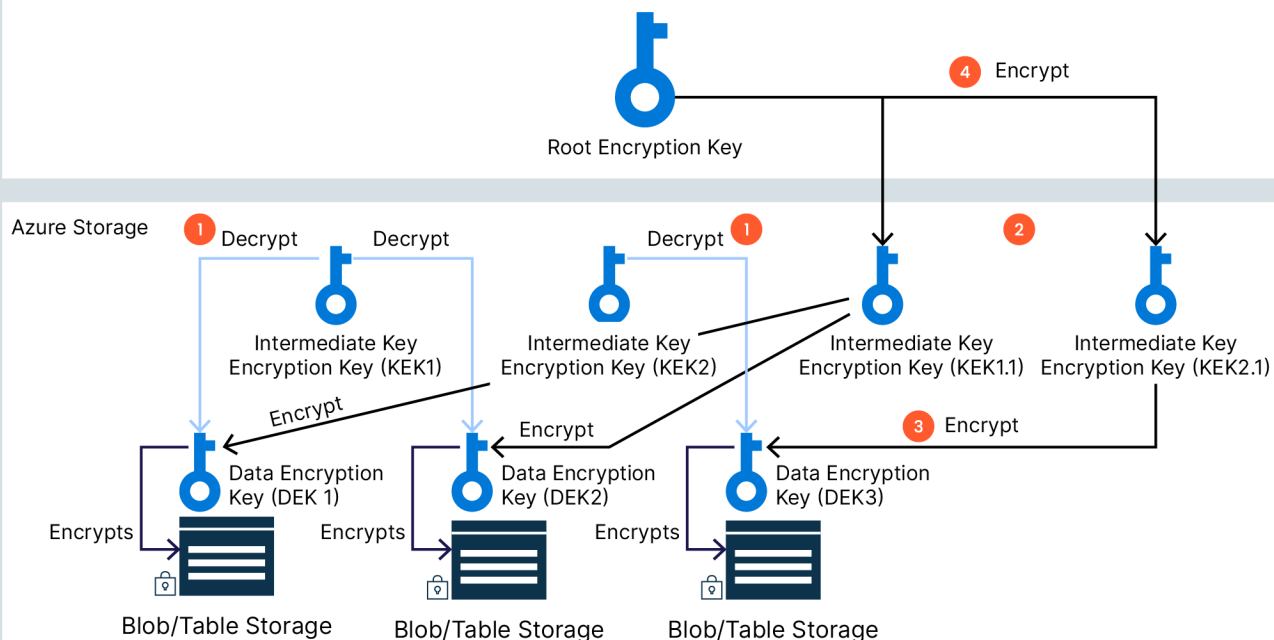 4 Encrypt
Root Encryption Key
Azure Storage
1 Decrypt
Decrypt
Decrypt 1
2
Intermediate Key
Encryption Key (KEK1)
Intermediate Key
Encryption Key (KEK2)
Intermediate Key
Encryption Key (KEK1.1)
Intermediate Key
Encryption Key (KEK2.1)
Encrypt
Encrypt
3 Encrypt
Data Encryption
Key (DEK 1)
Data Encryption
Key (DEK2)
Data Encryption
Key (DEK3)
Encrypts
Encrypts
Encrypts
Blob/Table Storage
Blob/Table Storage
Blob/Table Storage